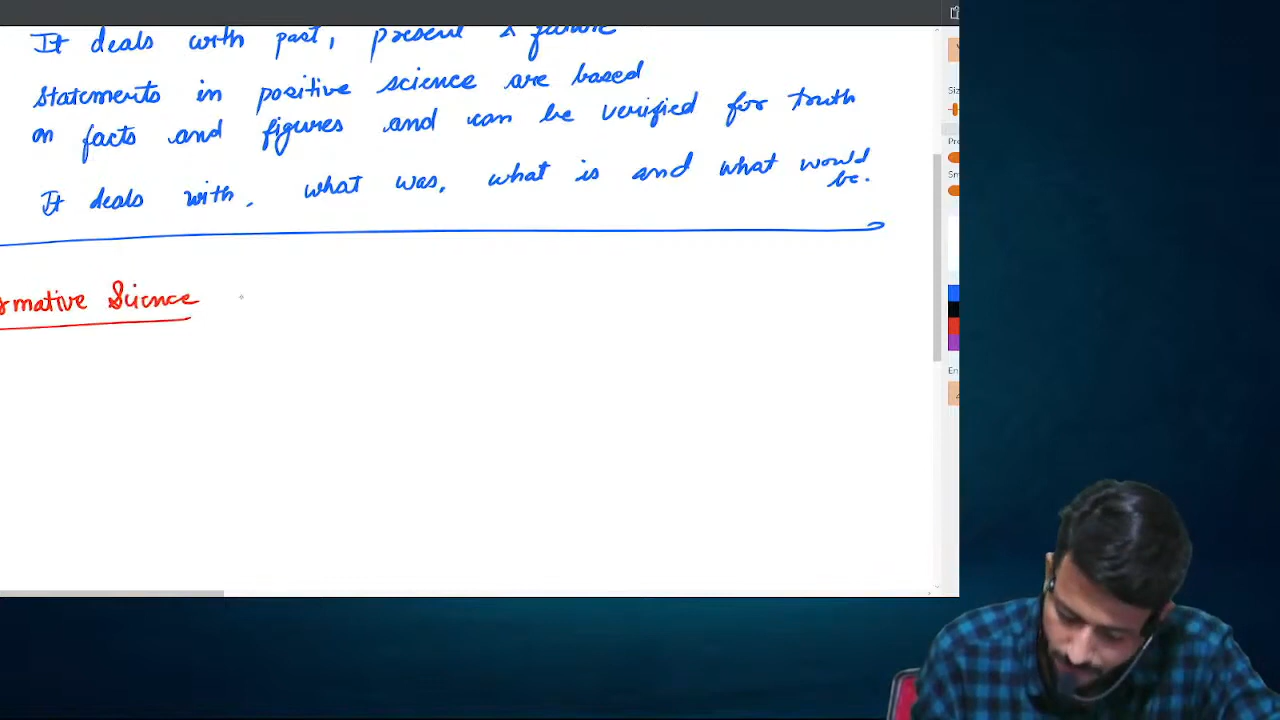 It deals with past, present & future
statements in positive science are based
on facts and figures and can be verified for truth
It deals with, what was, what is and what would
be.
rmative Science